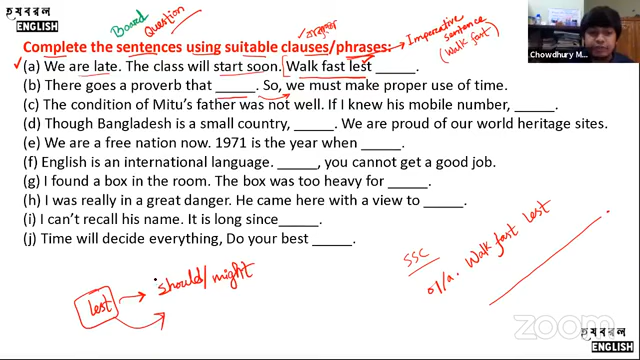 হ য ব র ল
ENGLISH
Board Question
Complete the sentences using suitable clauses/phrases:
Imperative sentence
(Walk fast)
Chowdhury M...
(a) We are late. The class will start soon. Walk fast lest _____.
(b) There goes a proverb that _____. So, we must make proper use of time.
(c) The condition of Mitu's father was not well. If I knew his mobile number, _____.
(d) Though Bangladesh is a small country, _____. We are proud of our world heritage sites.
(e) We are a free nation now. 1971 is the year when _____.
(f) English is an international language. _____, you cannot get a good job.
(g) I found a box in the room. The box was too heavy for _____.
(h) I was really in a great danger. He came here with a view to _____.
(i) I can't recall his name. It is long since_____.
(j) Time will decide everything, Do your best _____.
SSC
a. Walk fast lest
lest
should/might
zoom
হ য ব র ল
ENGLISH